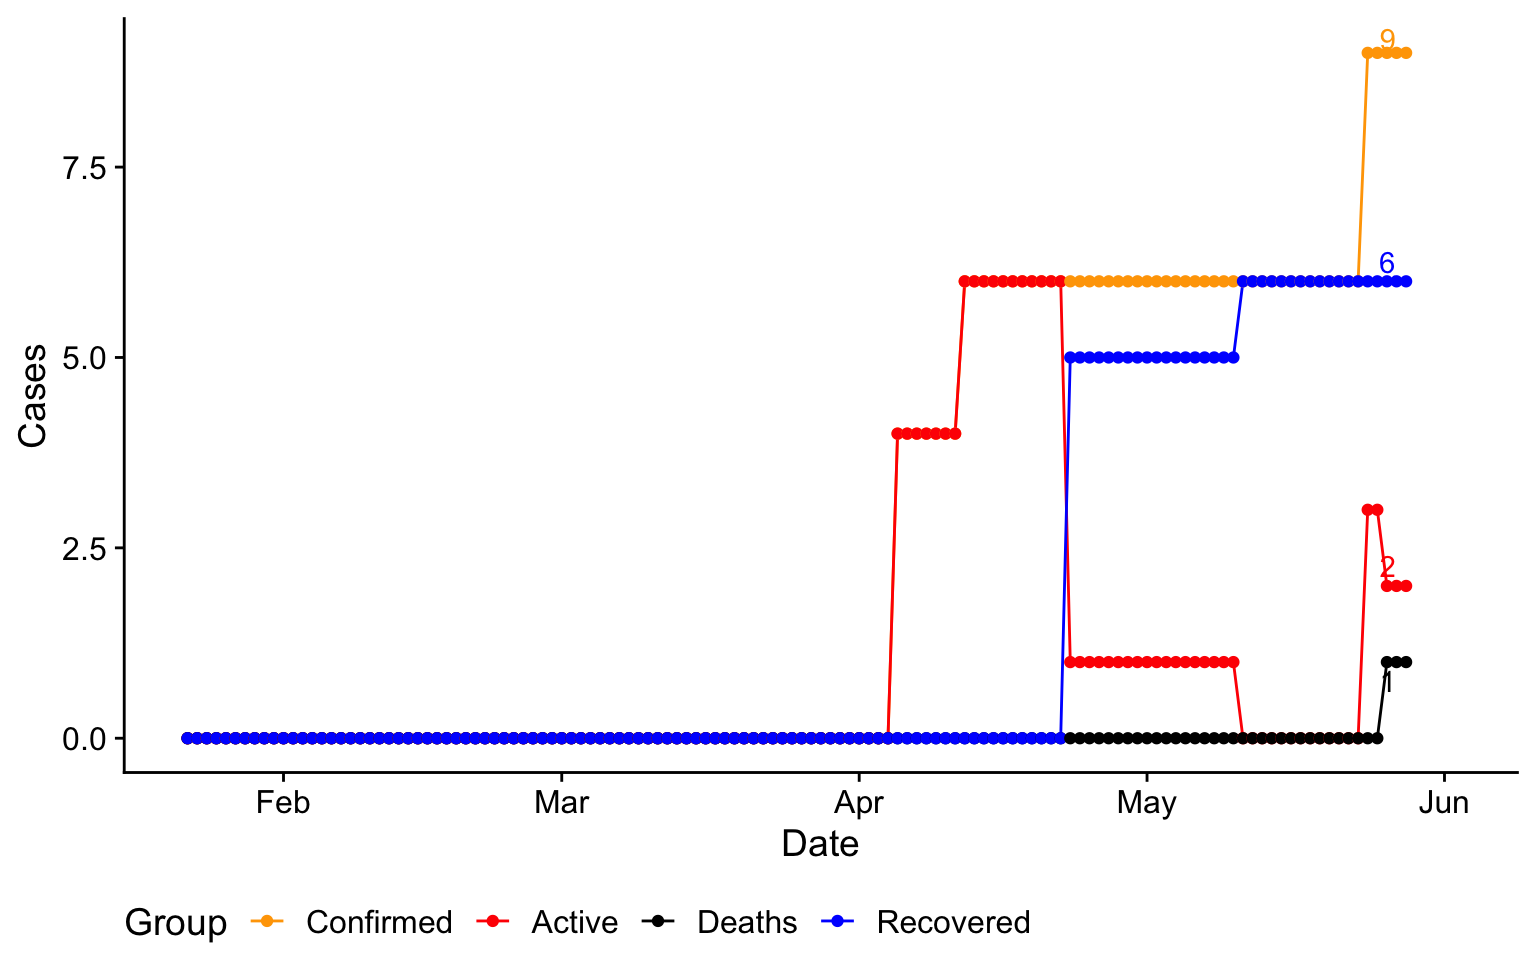 9
7.5
6
5.0
Cases
2.5
2
1
0.0
Feb Mar Apr May Jun
Date
Group Confirmed Active Deaths Recovered